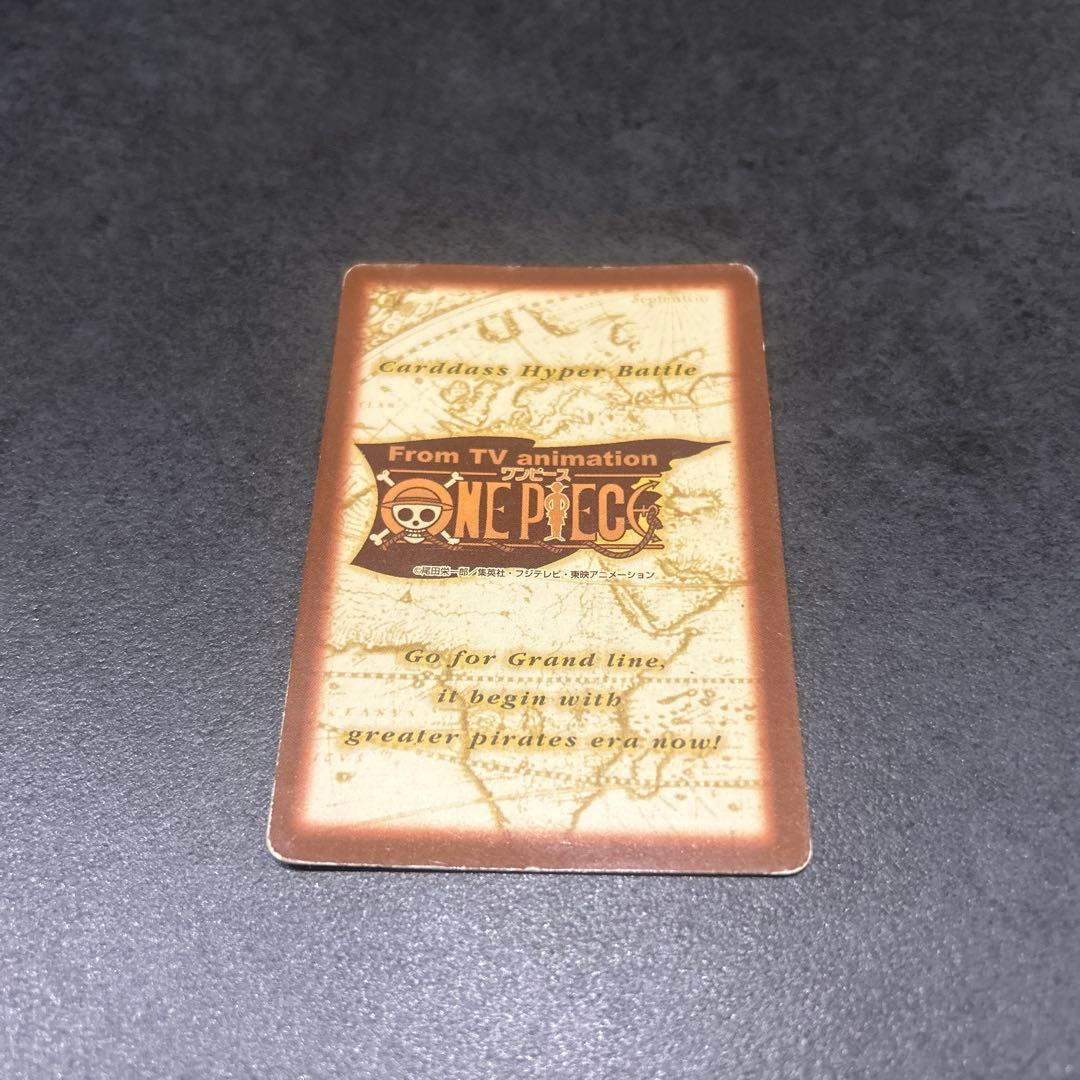 Septentrio
Carddass Hyper Battle
From TV animation
ワンピース
ONE PIECE
©尾田栄一郎／集英社・フジテレビ・東映アニメーション
Go for Grand line,
it begin with
greater pirates era now!